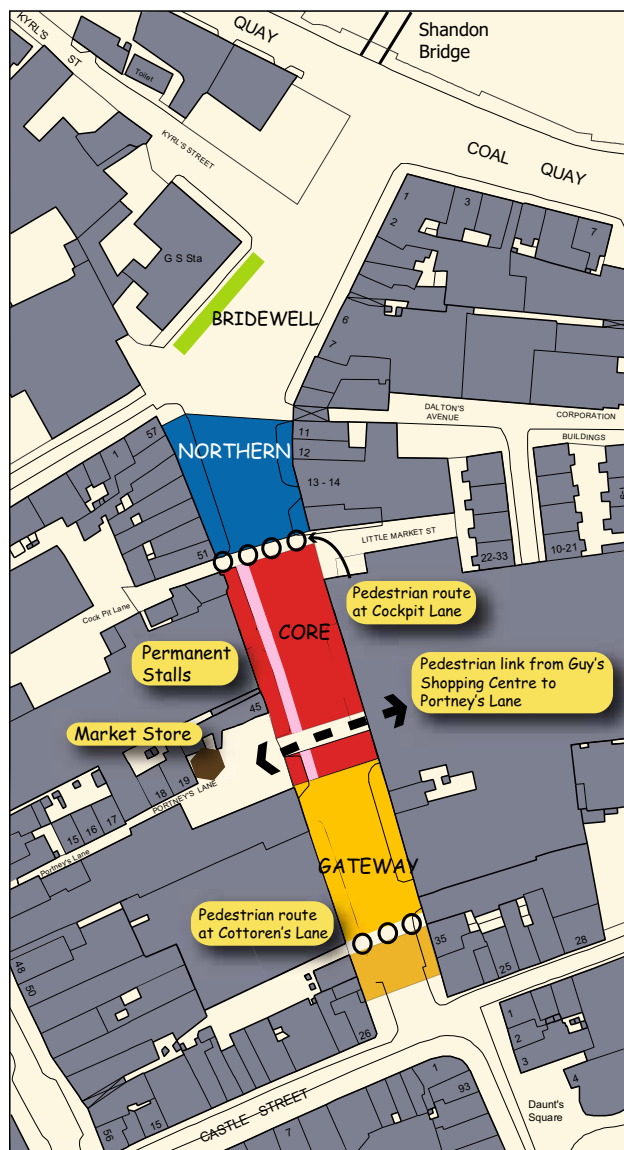 KYRL'S
ST
QUAY
Toilet
Shandon
Bridge
KYRL'S STREET
COAL QUAY
1
2
3
7
G S Sta
BRIDEWELL
6
7
DALTON'S
AVENUE
CORPORATION
BUILDINGS
57
1
NORTHERN
11
12
13 - 14
51
LITTLE MARKET ST
22-33
10-21
Cock Pit Lane
Pedestrian route
at Cockpit Lane
CORE
Permanent
Stalls
Pedestrian link from Guy's
Shopping Centre to
Portney's Lane
45
Market Store
19
18
PORTNEY'S LANE
17
16
15
Portney's Lane
GATEWAY
Pedestrian route
at Cottoren's Lane
35
28
25
48
50
26
1
2
3
4
CASTLE STREET
1
93
Daunt's
Square
15
56
7